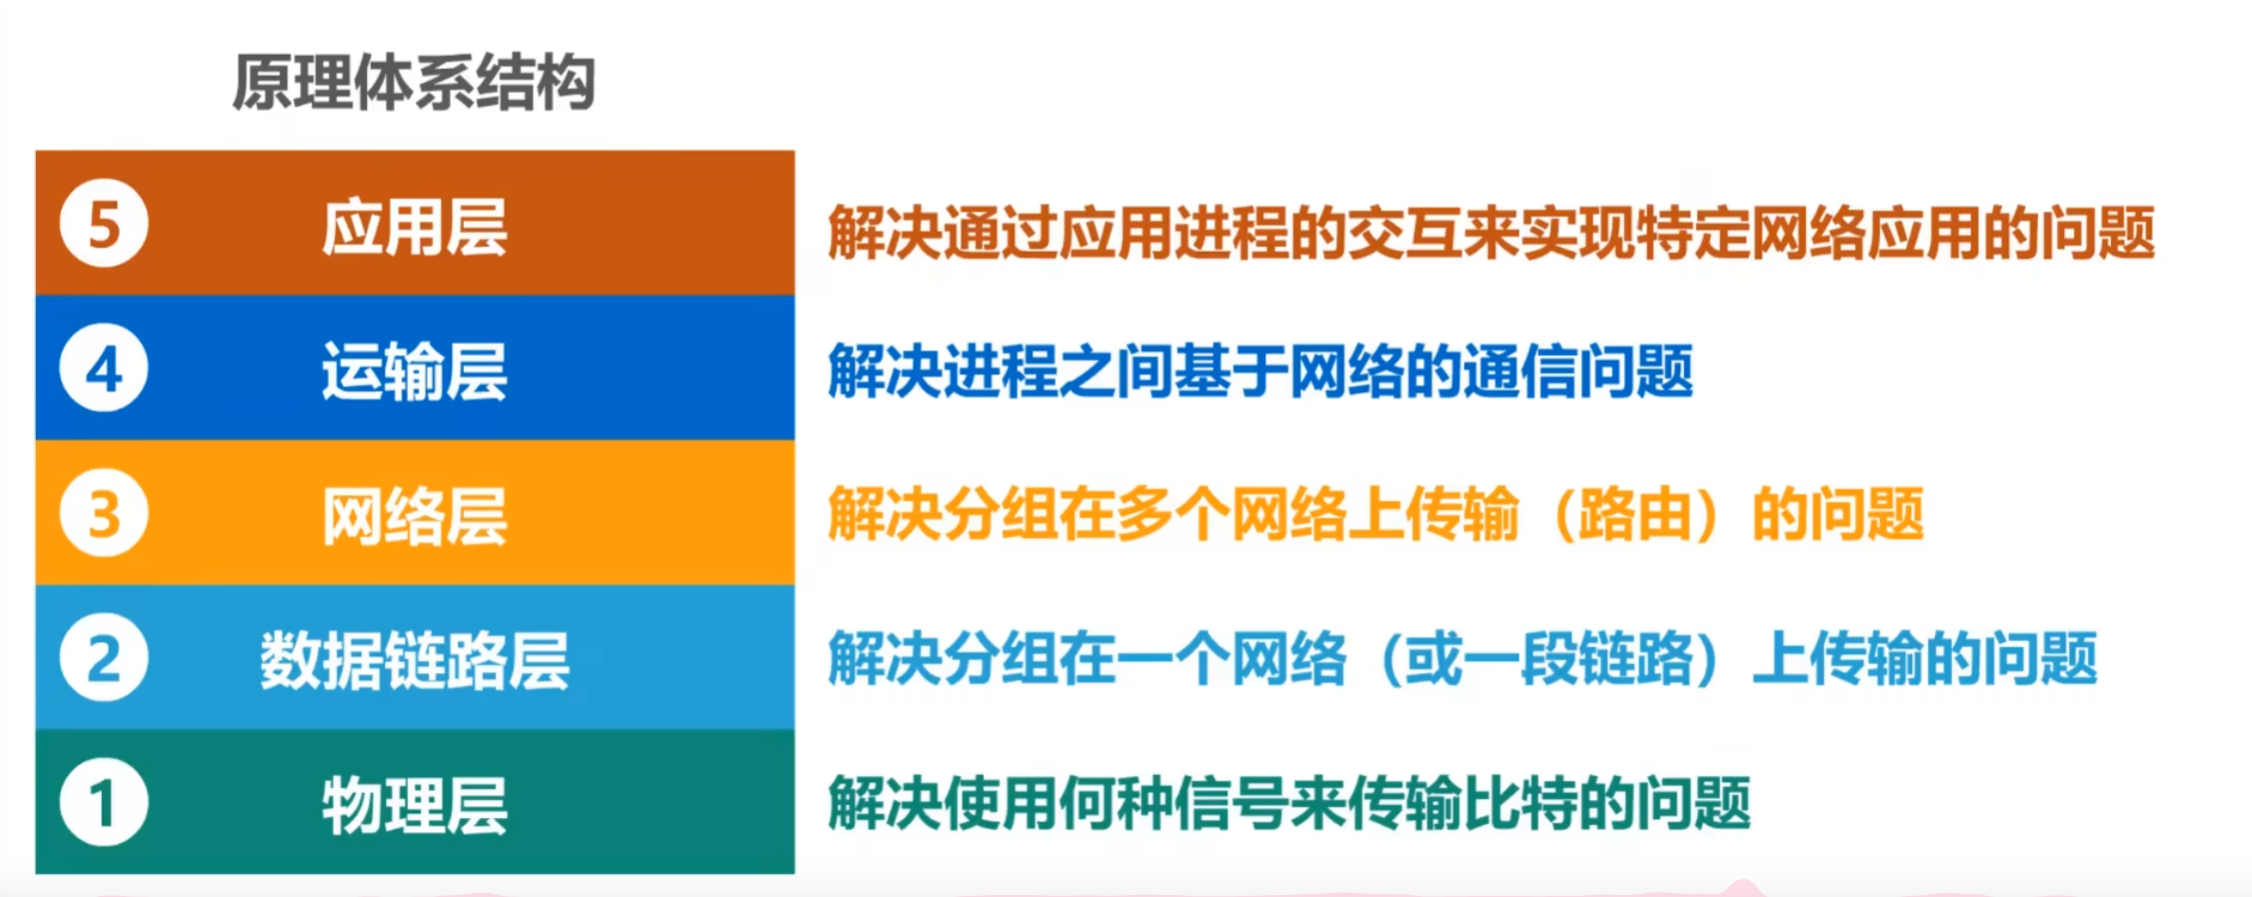 原理体系结构
5 应用层 解决通过应用进程的交互来实现特定网络应用的问题
4 运输层 解决进程之间基于网络的通信问题
3 网络层 解决分组在多个网络上传输（路由）的问题
2 数据链路层 解决分组在一个网络（或一段链路）上传输的问题
1 物理层 解决使用何种信号来传输比特的问题